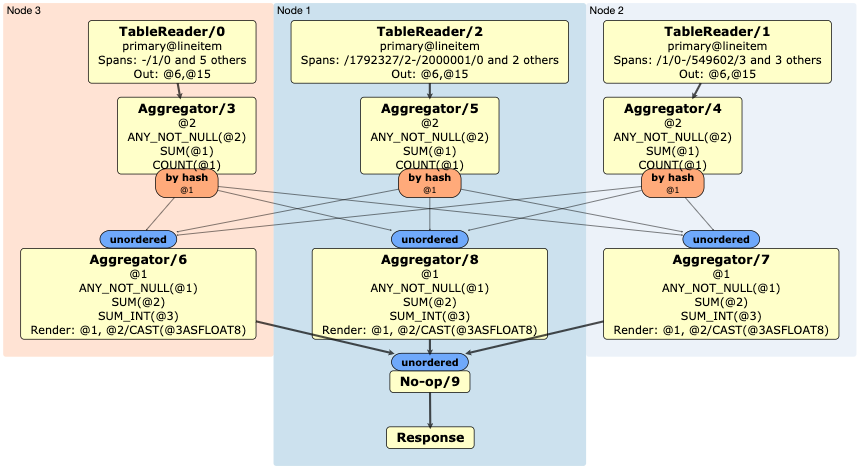 Node 3
Node 1
Node 2
TableReader/0
primary@lineitem
Spans: -/1/0 and 5 others
Out: @6,@15
TableReader/2
primary@lineitem
Spans: /1792327/2-/2000001/0 and 2 others
Out: @6,@15
TableReader/1
primary@lineitem
Spans: /1/0-/549602/3 and 3 others
Out: @6,@15
Aggregator/3
@2
ANY_NOT_NULL(@2)
SUM(@1)
COUNT(@1)
by hash
@1
Aggregator/5
@2
ANY_NOT_NULL(@2)
SUM(@1)
COUNT(@1)
by hash
@1
Aggregator/4
@2
ANY_NOT_NULL(@2)
SUM(@1)
COUNT(@1)
by hash
@1
unordered
Aggregator/6
@1
ANY_NOT_NULL(@1)
SUM(@2)
SUM_INT(@3)
Render: @1, @2/CAST(@3ASFLOAT8)
unordered
Aggregator/8
@1
ANY_NOT_NULL(@1)
SUM(@2)
SUM_INT(@3)
Render: @1, @2/CAST(@3ASFLOAT8)
unordered
Aggregator/7
@1
ANY_NOT_NULL(@1)
SUM(@2)
SUM_INT(@3)
Render: @1, @2/CAST(@3ASFLOAT8)
unordered
No-op/9
Response